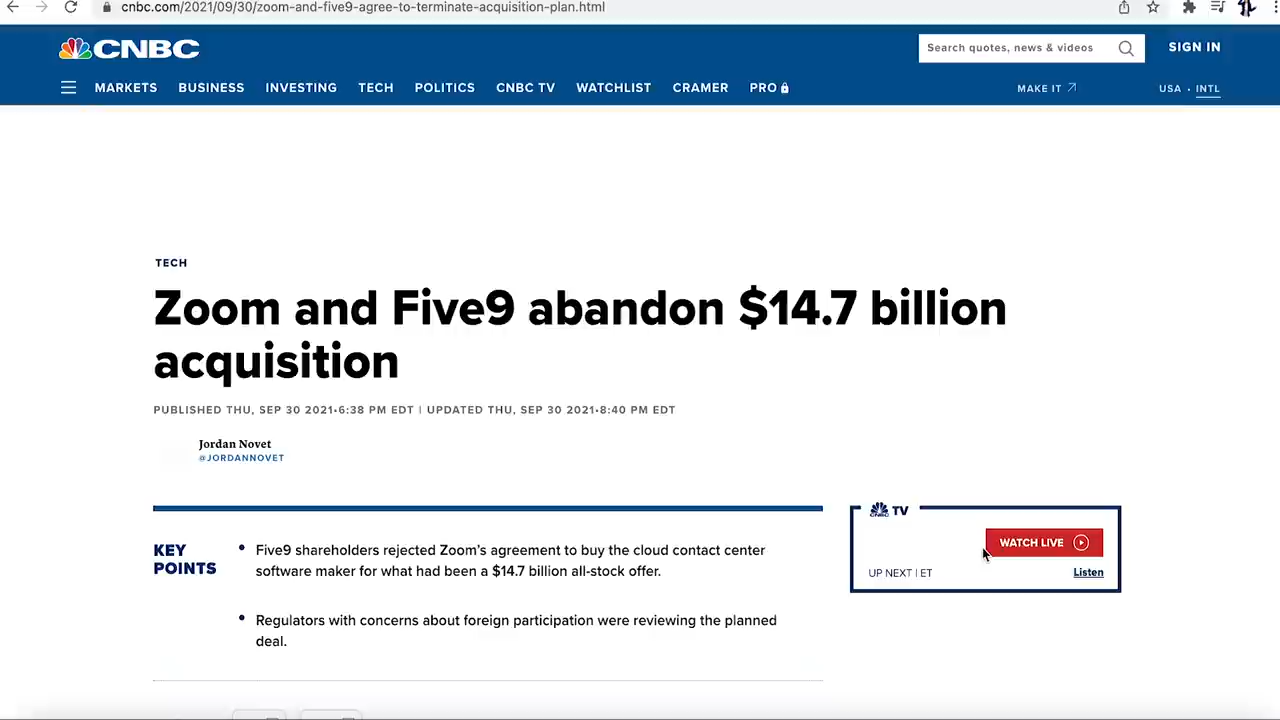 cnbc.com/2021/09/30/zoom-and-five9-agree-to-terminate-acquisition-plan.html
CNBC
Search quotes, news & videos
SIGN IN
MARKETS BUSINESS INVESTING TECH POLITICS CNBC TV WATCHLIST CRAMER PRO
MAKE IT
USA • INTL
TECH
Zoom and Five9 abandon $14.7 billion
acquisition
PUBLISHED THU, SEP 30 2021•6:38 PM EDT | UPDATED THU, SEP 30 2021•8:40 PM EDT
Jordan Novet
@JORDANNOVET
KEY
POINTS
• Five9 shareholders rejected Zoom's agreement to buy the cloud contact center
software maker for what had been a $14.7 billion all-stock offer.
• Regulators with concerns about foreign participation were reviewing the planned
deal.
CNBC TV
WATCH LIVE
UP NEXT | ET
Listen